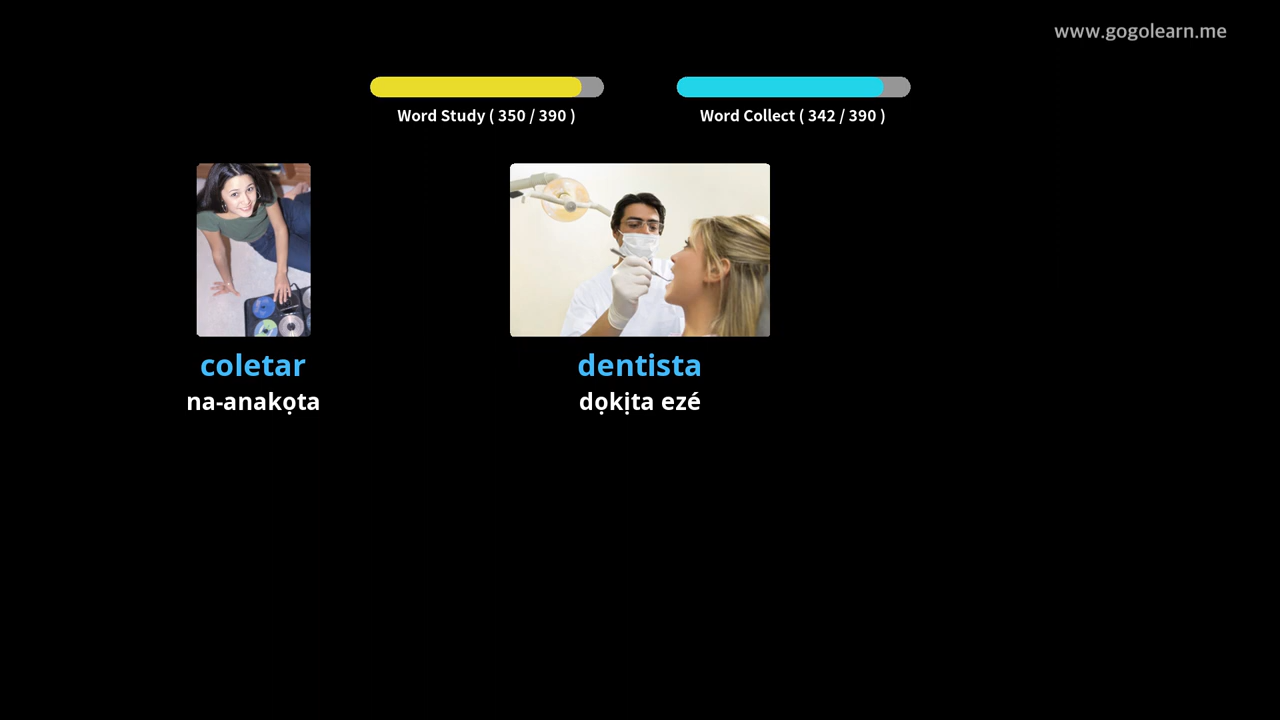 www.gogolearn.me
Word Study ( 350 / 390 )
Word Collect ( 342 / 390 )
coletar
na-anakọta
dentista
dọkịta ezé